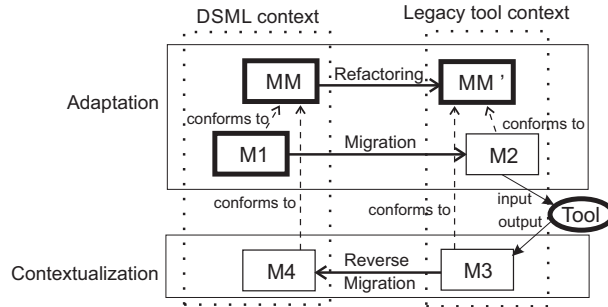 DSML context
Legacy tool context
MM
Refactoring
MM '
Adaptation
conforms to
conforms to
M1
Migration
M2
input
Tool
conforms to
conforms to
output
Contextualization
M4
Reverse
Migration
M3